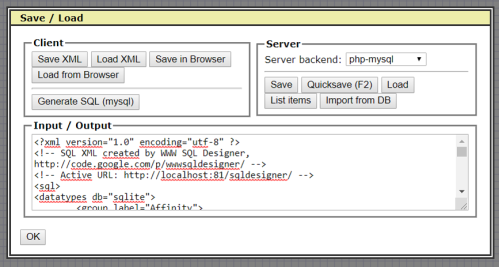 Save / Load
Client
Save XML Load XML Save in Browser
Load from Browser
Generate SQL (mysql)
Server
Server backend: php-mysql
Save Quicksave (F2) Load
List items Import from DB
Input / Output
<?xml version="1.0" encoding="utf-8" ?>
<!-- SQL XML created by WWW SQL Designer,
http://code.google.com/p/wwwsqldesigner/ -->
<!-- Active URL: http://localhost:81/sqldesigner/ -->
<sql>
<datatypes db="sqlite">
<group label="Affinity">
OK